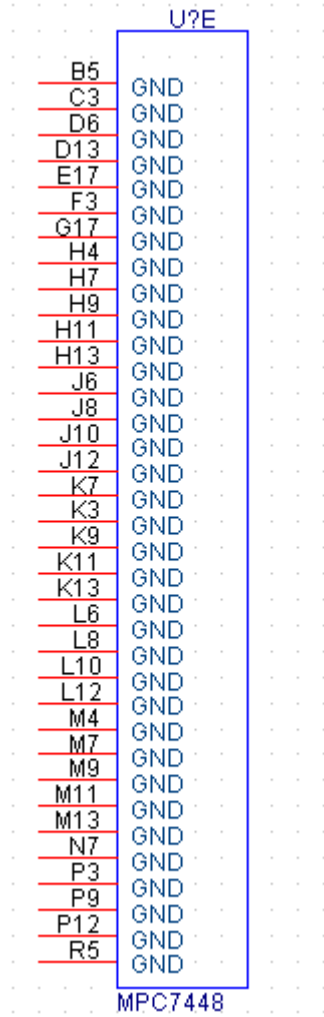 U?E
B5 GND
C3 GND
D6 GND
D13 GND
E17 GND
F3 GND
G17 GND
H4 GND
H7 GND
H9 GND
H11 GND
H13 GND
J6 GND
J8 GND
J10 GND
J12 GND
K7 GND
K3 GND
K9 GND
K11 GND
K13 GND
L6 GND
L8 GND
L10 GND
L12 GND
M4 GND
M7 GND
M9 GND
M11 GND
M13 GND
N7 GND
P3 GND
P9 GND
P12 GND
R5 GND
MPC7448